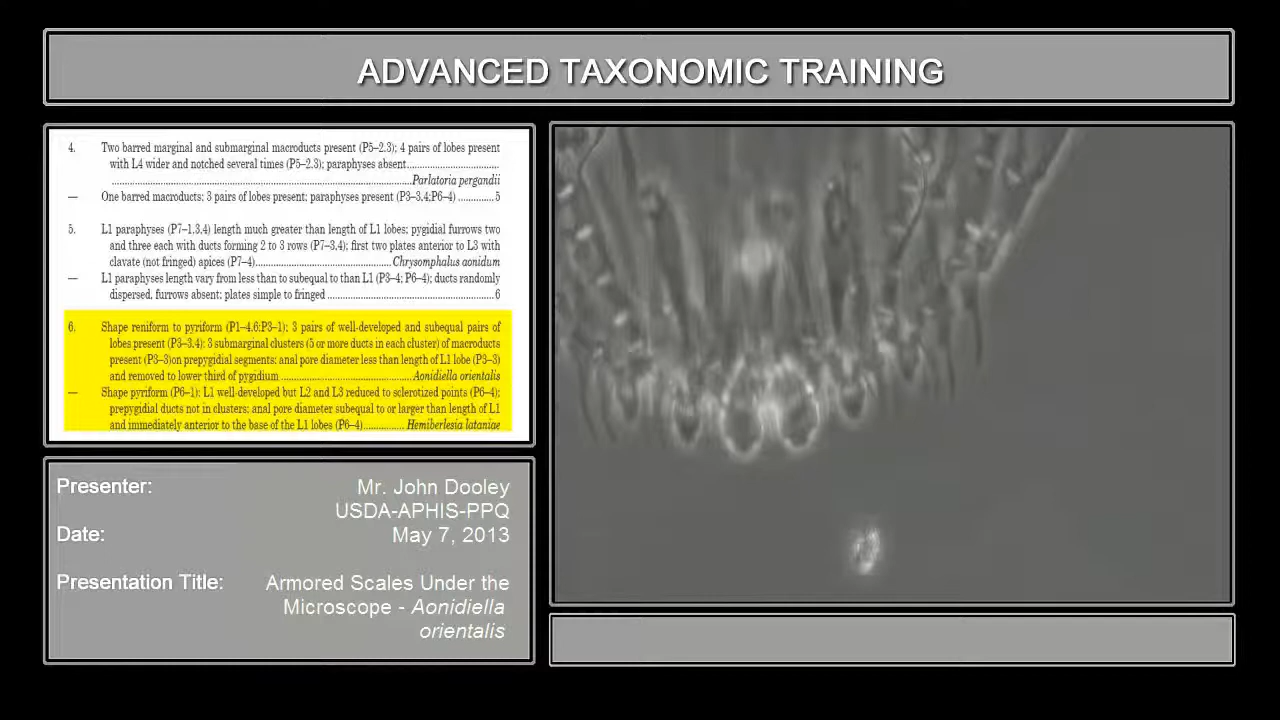 ADVANCED TAXONOMIC TRAINING
4. Two barred marginal and submarginal macroducts present (P5–2.3); 4 pairs of lobes present
with L4 wider and notched several times (P5–2.3); paraphyses absent..................................
...........................................................................................................Parlatoria pergandii
— One barred macroducts; 3 pairs of lobes present; paraphyses present (P3–3.4;P6–4) .............5
5. L1 paraphyses (P7–1.3.4) length much greater than length of L1 lobes; pygidial furrows two
and three each with ducts forming 2 to 3 rows (P7–3.4); first two plates anterior to L3 with
clavate (not fringed) apices (P7–4)..................................................Chrysomphalus aonidum
— L1 paraphyses length vary from less than to subequal to than L1 (P3–4; P6–4); ducts randomly
dispersed, furrows absent; plates simple to fringed ............................................................6
6. Shape reniform to pyriform (P1–4.6;P3–1); 3 pairs of well-developed and subequal pairs of
lobes present (P3–3.4); 3 submarginal clusters (5 or more ducts in each cluster) of macroducts
present (P3–3)on prepygidial segments; anal pore diameter less than length of L1 lobe (P3–3)
and removed to lower third of pygidium ................................................Aonidiella orientalis
— Shape pyriform (P6–1); L1 well-developed but L2 and L3 reduced to sclerotized points (P6–4);
prepygidial ducts not in clusters; anal pore diameter subequal to or larger than length of L1
and immediately anterior to the base of the L1 lobes (P6–4)............... Hemiberlesia lataniae
Presenter: Mr. John Dooley
USDA-APHIS-PPQ
Date: May 7, 2013
Presentation Title: Armored Scales Under the
Microscope - Aonidiella
orientalis